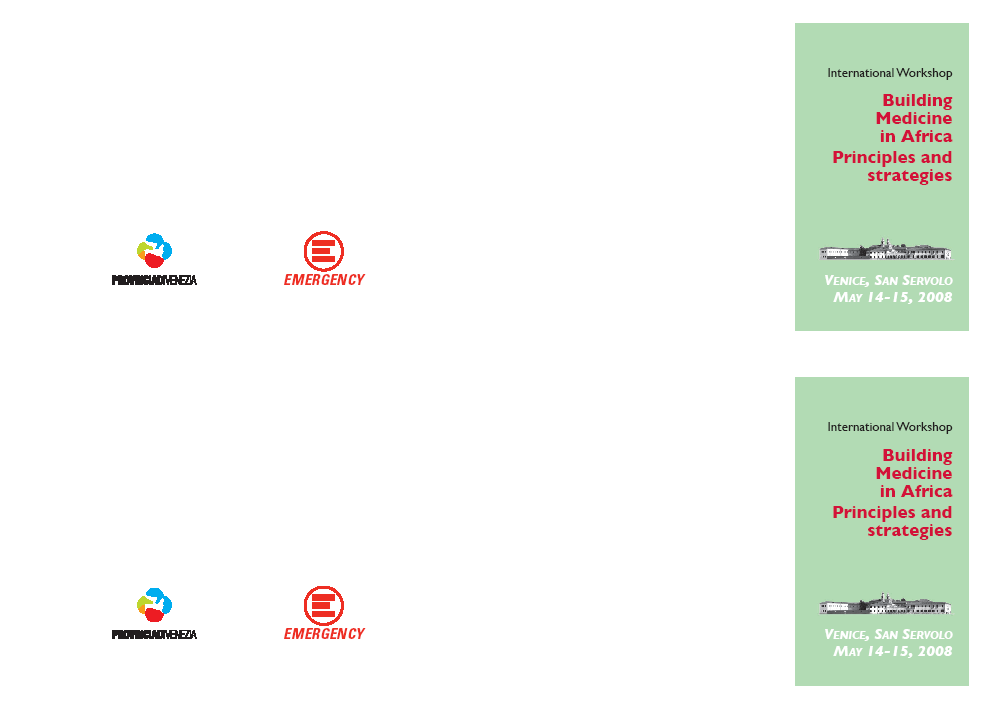 International Workshop
Building
Medicine
in Africa
Principles and
strategies
PROVINCIADIVENEZIA
EMERGENCY
VENICE, SAN SERVOLO
MAY 14-15, 2008
International Workshop
Building
Medicine
in Africa
Principles and
strategies
PROVINCIADIVENEZIA
EMERGENCY
VENICE, SAN SERVOLO
MAY 14-15, 2008